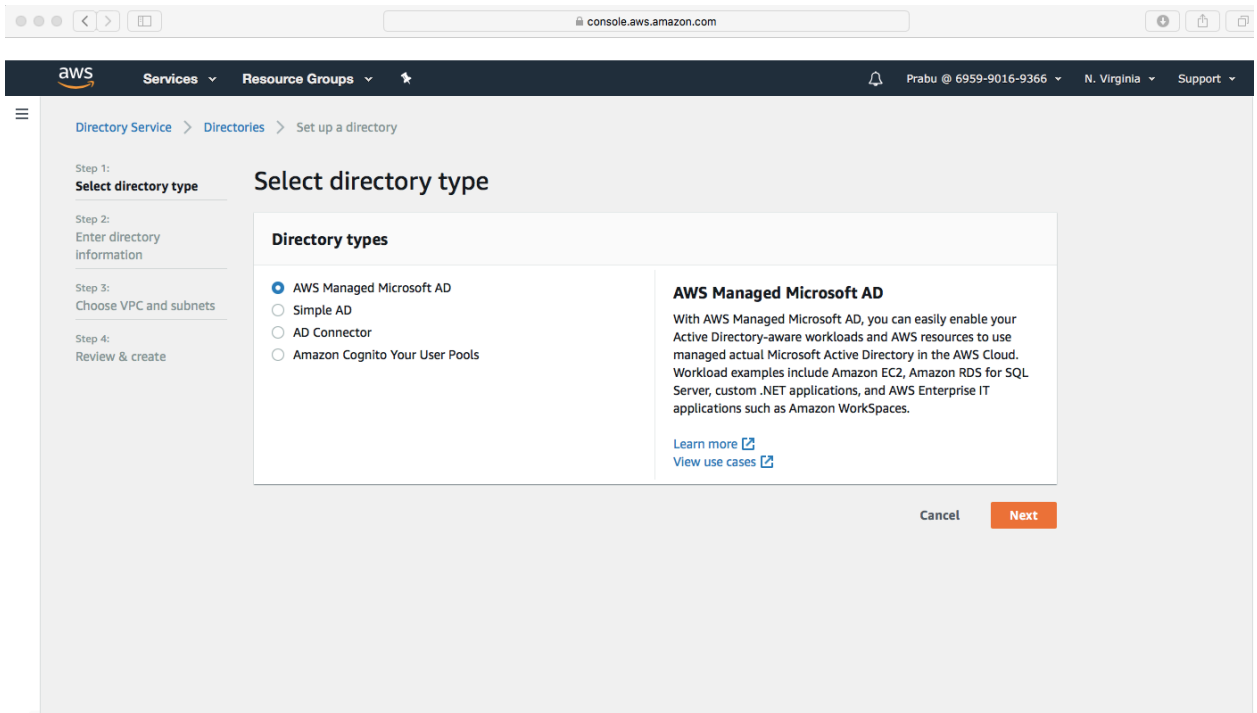 console.aws.amazon.com
aws Services Resource Groups Prabu @ 6959-9016-9366 N. Virginia Support
Directory Service > Directories > Set up a directory
Step 1:
Select directory type
Step 2:
Enter directory
information
Step 3:
Choose VPC and subnets
Step 4:
Review & create
Select directory type
Directory types
AWS Managed Microsoft AD
Simple AD
AD Connector
Amazon Cognito Your User Pools
AWS Managed Microsoft AD
With AWS Managed Microsoft AD, you can easily enable your
Active Directory-aware workloads and AWS resources to use
managed actual Microsoft Active Directory in the AWS Cloud.
Workload examples include Amazon EC2, Amazon RDS for SQL
Server, custom .NET applications, and AWS Enterprise IT
applications such as Amazon WorkSpaces.
Learn more
View use cases
Cancel Next